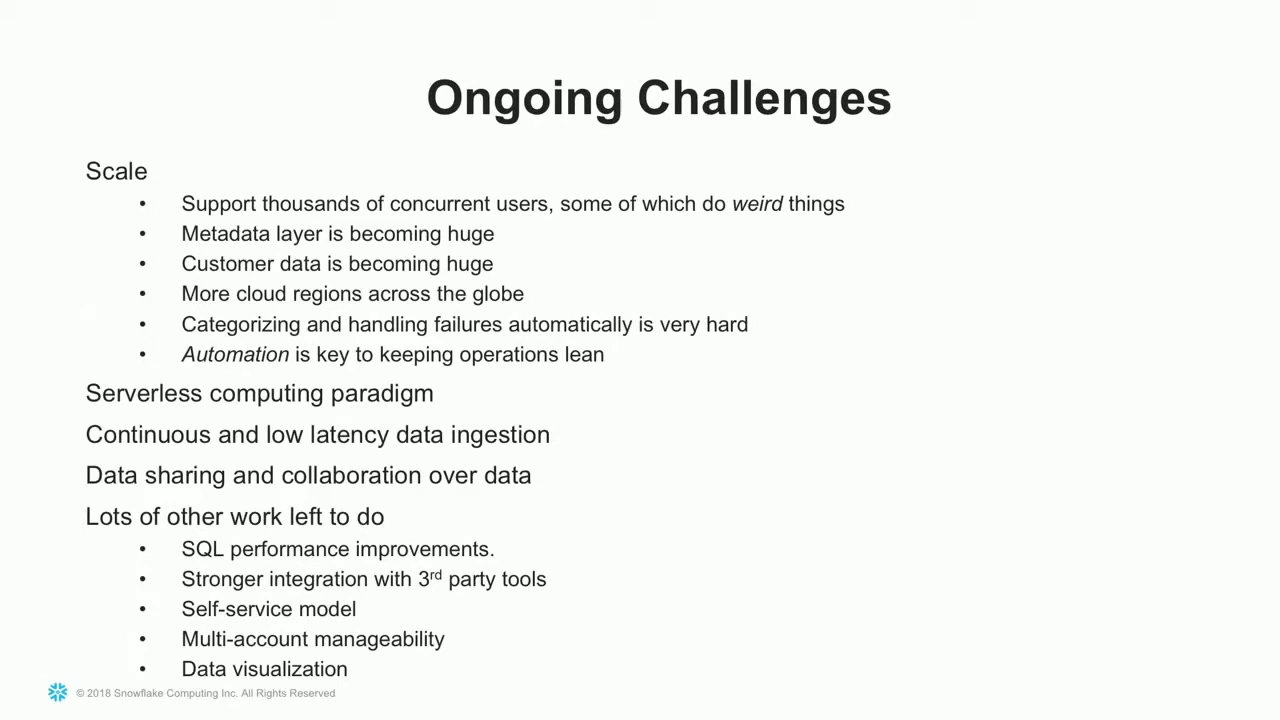 Ongoing Challenges
Scale
• Support thousands of concurrent users, some of which do weird things
• Metadata layer is becoming huge
• Customer data is becoming huge
• More cloud regions across the globe
• Categorizing and handling failures automatically is very hard
• Automation is key to keeping operations lean
Serverless computing paradigm
Continuous and low latency data ingestion
Data sharing and collaboration over data
Lots of other work left to do
• SQL performance improvements.
• Stronger integration with 3rd party tools
• Self-service model
• Multi-account manageability
• Data visualization
© 2018 Snowflake Computing Inc. All Rights Reserved